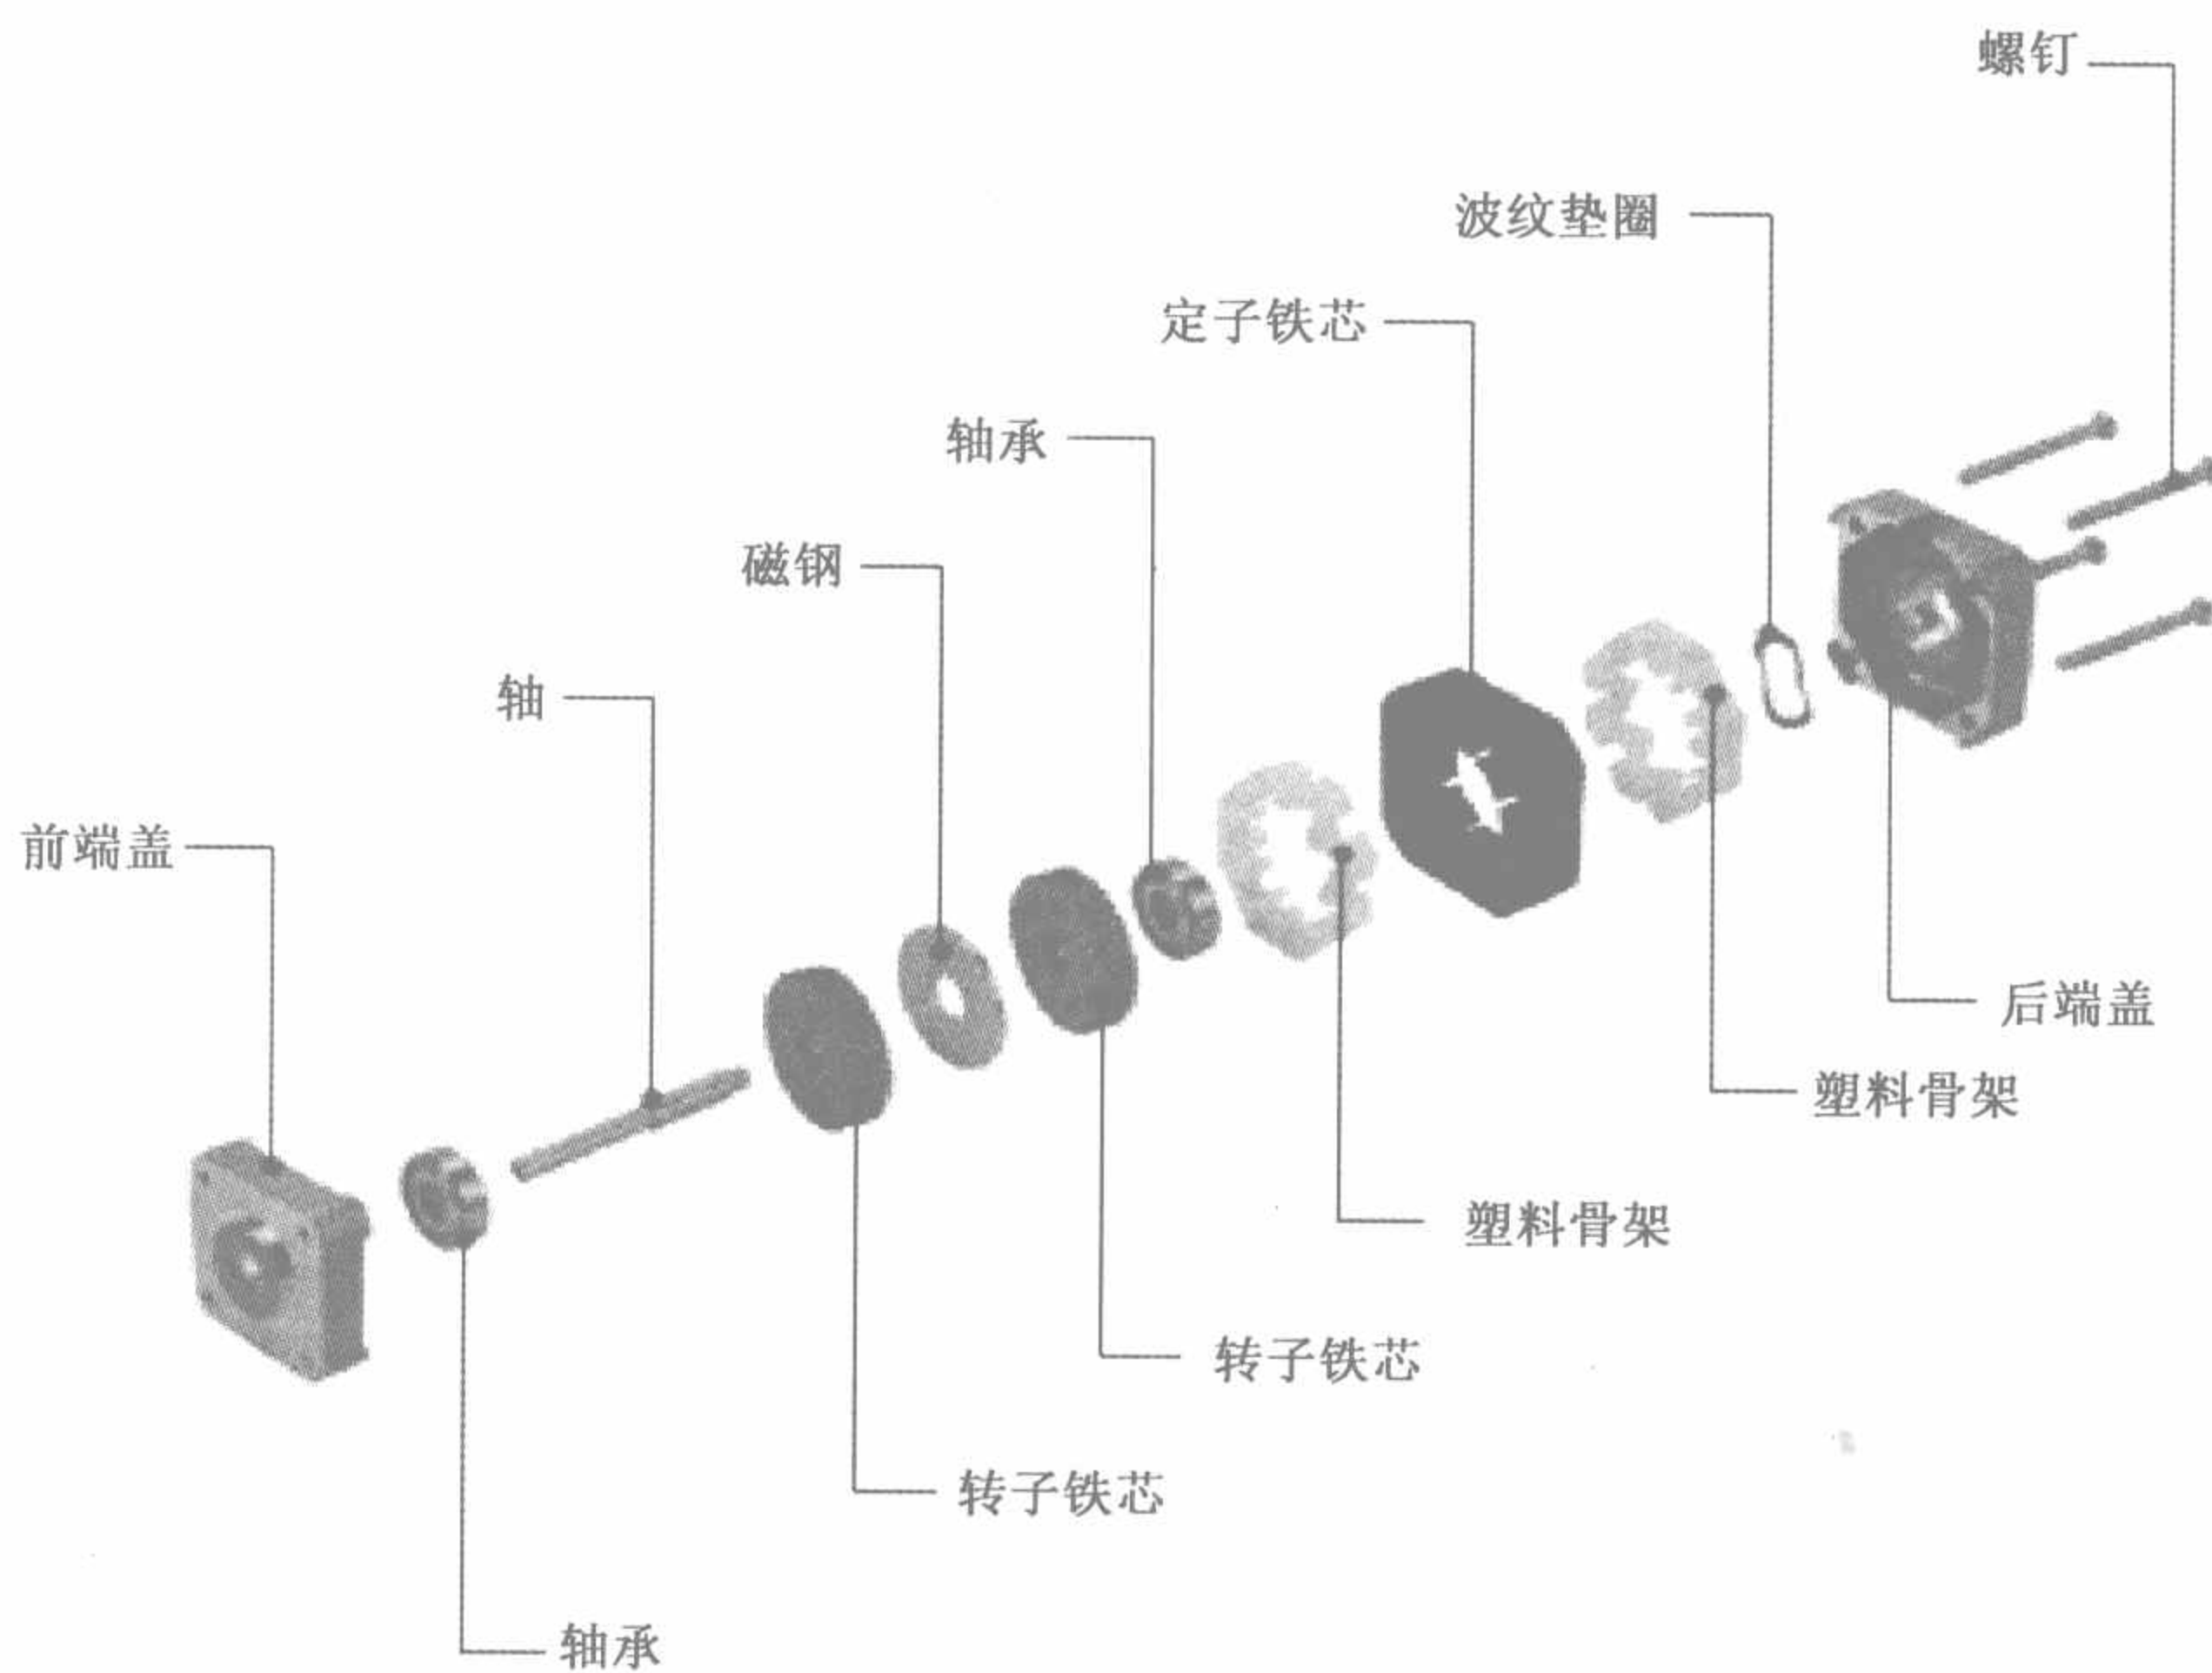 螺钉
波纹垫圈
定子铁芯
轴承
磁钢
轴
前端盖
后端盖
塑料骨架
塑料骨架
转子铁芯
转子铁芯
轴承